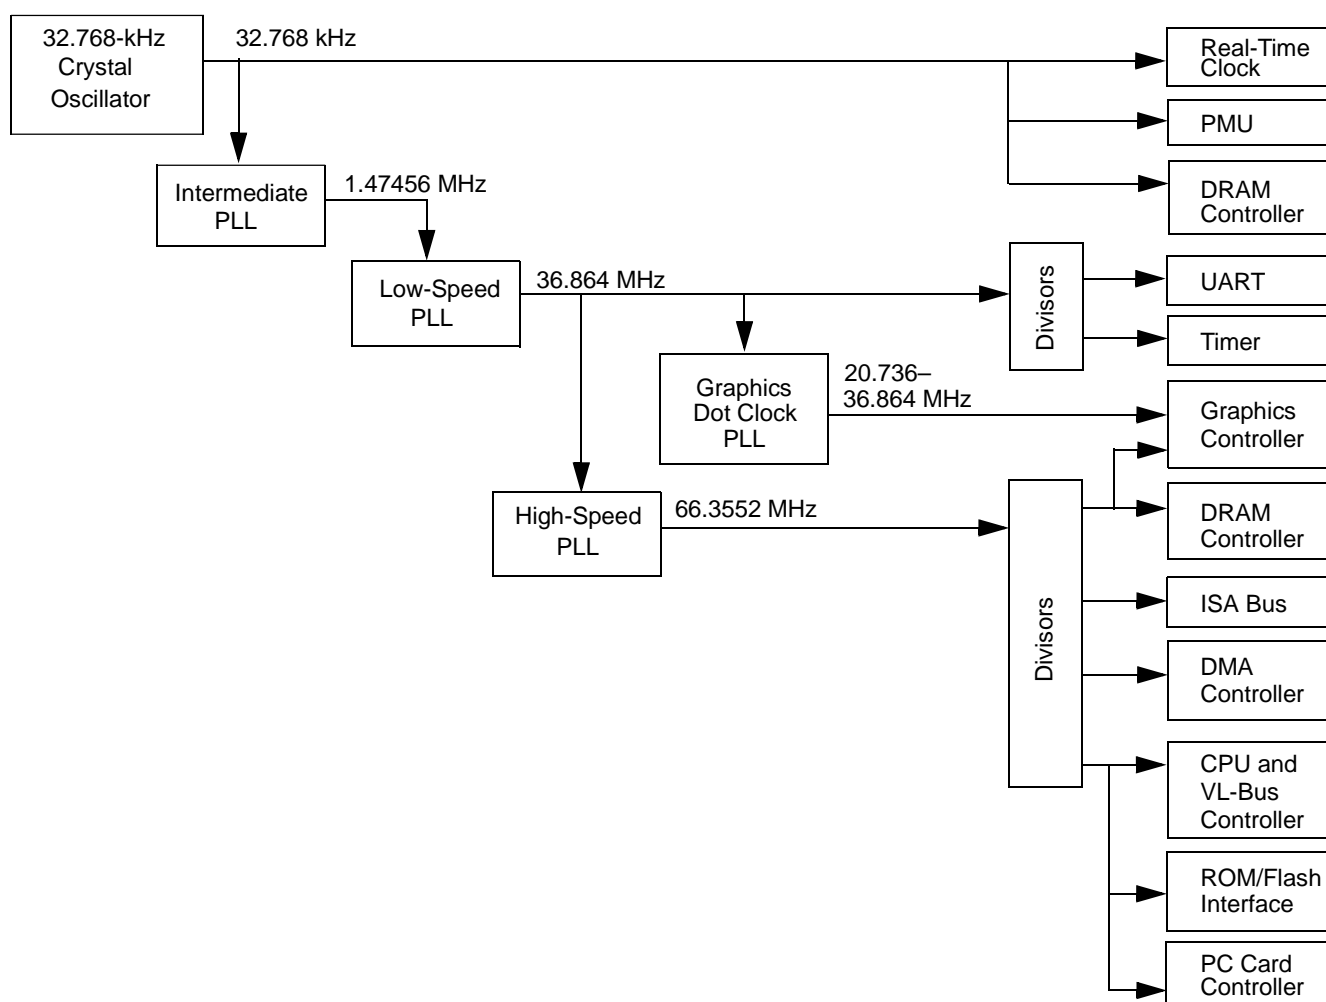 32.768-kHz
Crystal
Oscillator
32.768 kHz
Real-Time
Clock
PMU
DRAM
Controller
Intermediate
PLL
1.47456 MHz
Low-Speed
PLL
36.864 MHz
Divisors
UART
Timer
Graphics
Dot Clock
PLL
20.736–
36.864 MHz
Graphics
Controller
High-Speed
PLL
66.3552 MHz
Divisors
DRAM
Controller
ISA Bus
DMA
Controller
CPU and
VL-Bus
Controller
ROM/Flash
Interface
PC Card
Controller